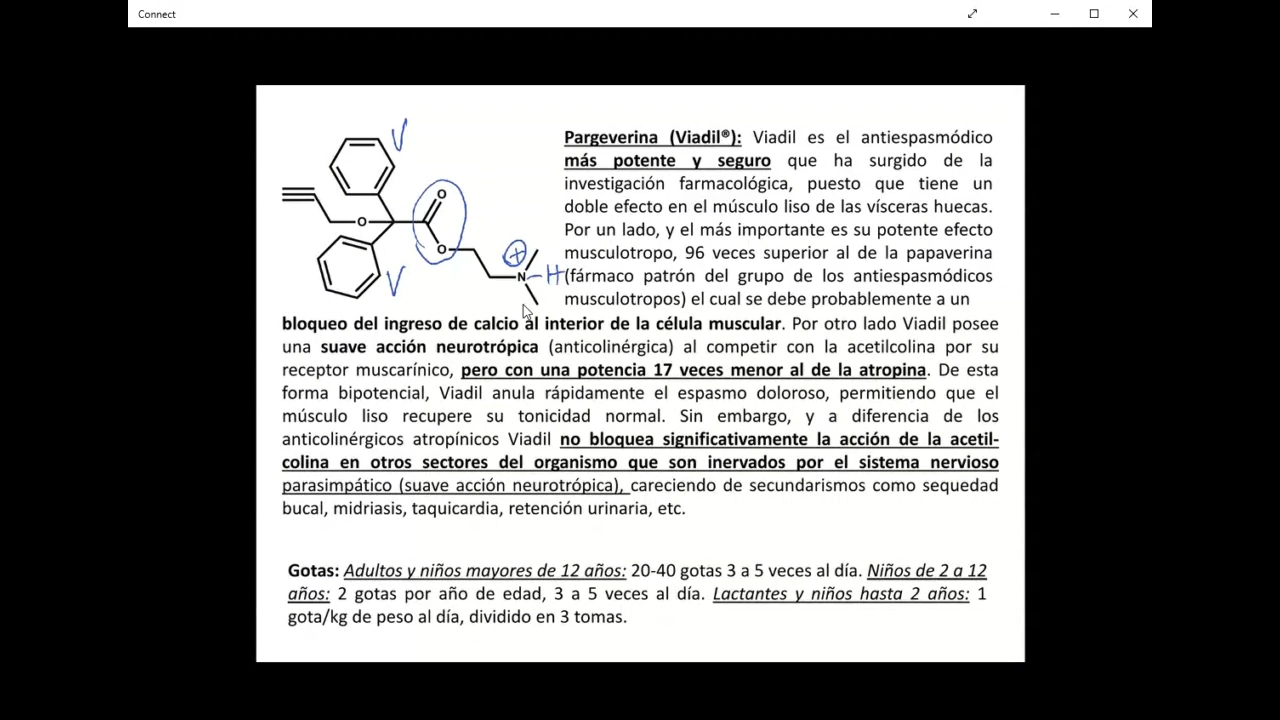 Connect
O
O
O
N
V
V
+
H
Pargeverina (Viadil®): Viadil es el antiespasmódico
más potente y seguro que ha surgido de la
investigación farmacológica, puesto que tiene un
doble efecto en el músculo liso de las vísceras huecas.
Por un lado, y el más importante es su potente efecto
musculotropo, 96 veces superior al de la papaverina
(fármaco patrón del grupo de los antiespasmódicos
musculotropos) el cual se debe probablemente a un
bloqueo del ingreso de calcio al interior de la célula muscular. Por otro lado Viadil posee
una suave acción neurotrópica (anticolinérgica) al competir con la acetilcolina por su
receptor muscarínico, pero con una potencia 17 veces menor al de la atropina. De esta
forma bipotencial, Viadil anula rápidamente el espasmo doloroso, permitiendo que el
músculo liso recupere su tonicidad normal. Sin embargo, y a diferencia de los
anticolinérgicos atropínicos Viadil no bloquea significativamente la acción de la acetil-
colina en otros sectores del organismo que son inervados por el sistema nervioso
parasimpático (suave acción neurotrópica), careciendo de secundarismos como sequedad
bucal, midriasis, taquicardia, retención urinaria, etc.
Gotas: Adultos y niños mayores de 12 años: 20-40 gotas 3 a 5 veces al día. Niños de 2 a 12
años: 2 gotas por año de edad, 3 a 5 veces al día. Lactantes y niños hasta 2 años: 1
gota/kg de peso al día, dividido en 3 tomas.